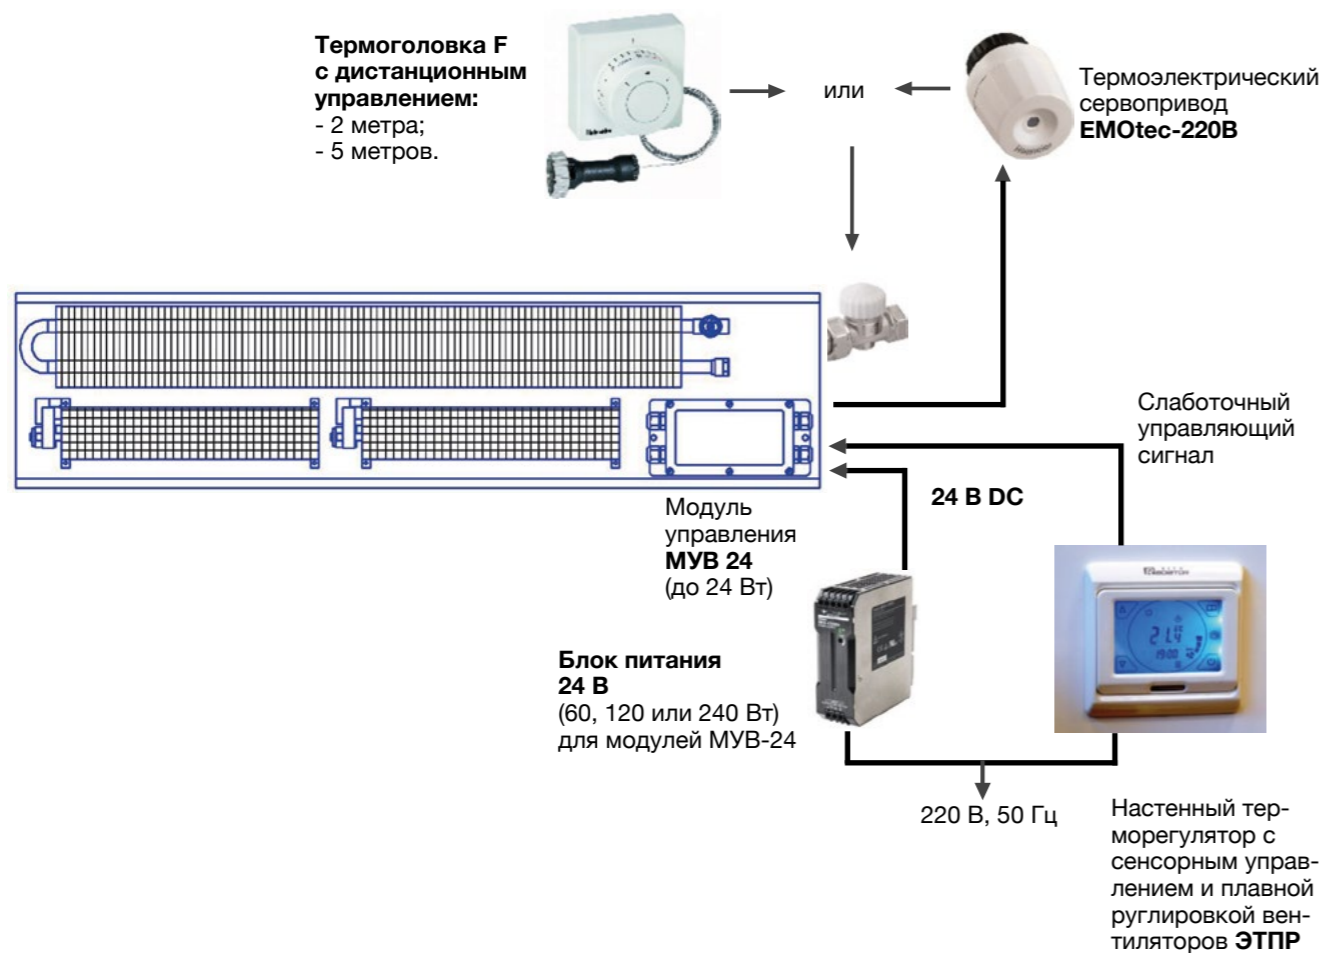 Термоголовка F
с дистанционным
управлением:
- 2 метра;
- 5 метров.
или
Термоэлектрический
сервопривод
EMOtec-220В
Слаботочный
управляющий
сигнал
24 В DC
Модуль
управления
МУВ 24
(до 24 Вт)
Блок питания
24 В
(60, 120 или 240 Вт)
для модулей МУВ-24
220 В, 50 Гц
Настенный тер-
морегулятор с
сенсорным управ-
лением и плавной
руглировкой вен-
тиляторов ЭТПР